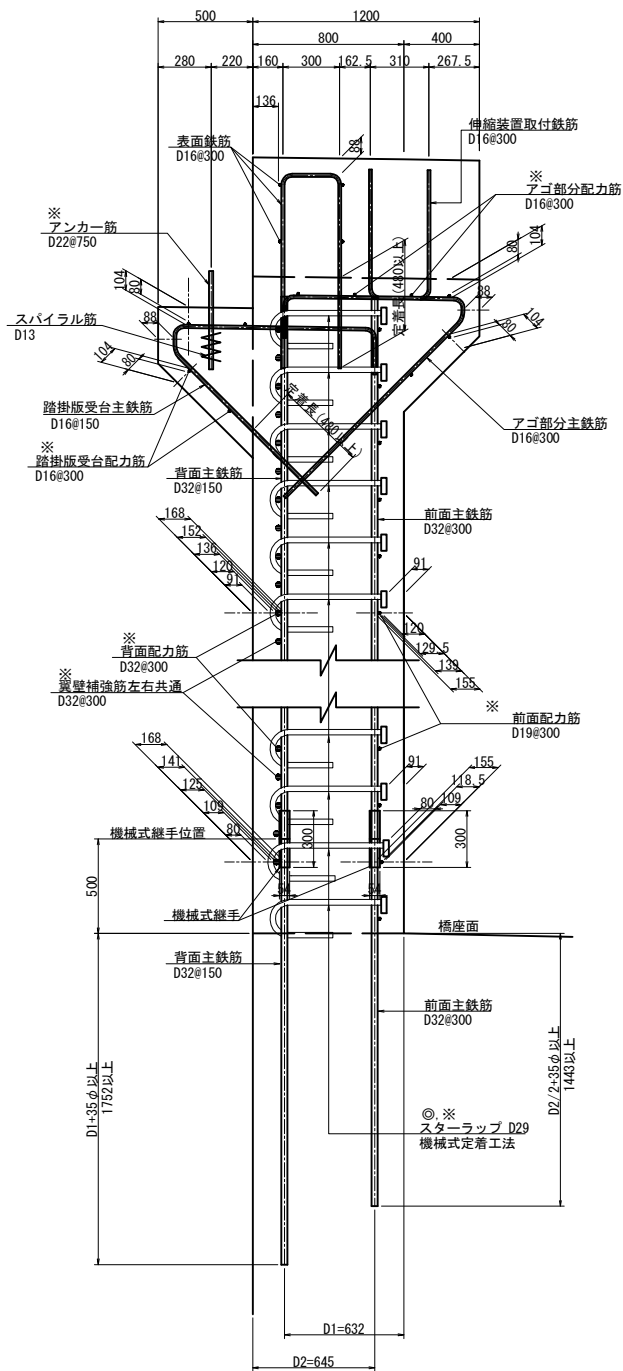 500
1200
800
400
280
220
160
300
162.5
310
267.5
136
88
表面鉄筋
D16@300
伸縮装置取付鉄筋
D16@300
※
アゴ部分配力筋
D16@300
※
アンカー筋
D22@750
104
80
104
80
定着長(480以上)
スパイラル筋
D13
88
88
104
80
104
80
踏掛版受台主鉄筋
D16@150
定着長(480以上)
アゴ部分主鉄筋
D16@300
※
踏掛版受台配力筋
D16@300
背面主鉄筋
D32@150
前面主鉄筋
D32@300
168
152
136
120
91
91
120
129.5
139
155
※
背面配力筋
D32@300
※
翼壁補強筋左右共通
D32@300
※
前面配力筋
D19@300
168
141
125
109
80
91
155
118.5
109
80
機械式継手位置
300
300
500
54
54
機械式継手
橋座面
背面主鉄筋
D32@150
前面主鉄筋
D32@300
D1+35φ以上
1752以上
D2/2+35φ以上
1443以上
◎,※
スターラップ D29
機械式定着工法
D1=632
D2=645